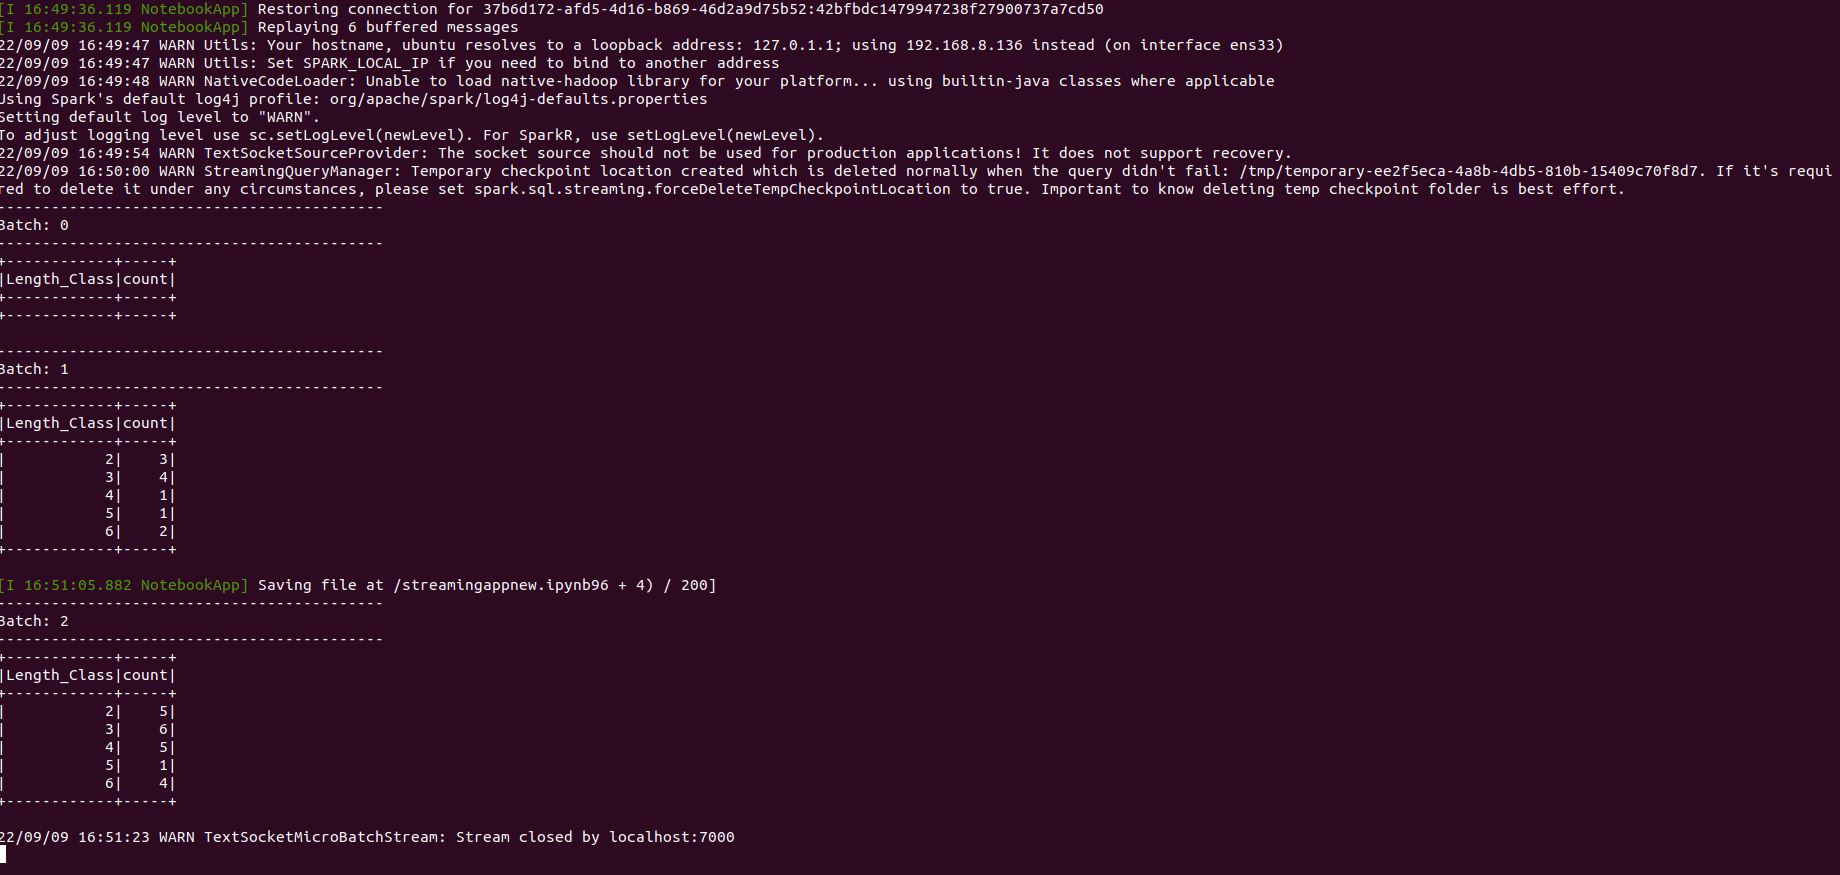 [I 16:49:36.119 NotebookApp] Restoring connection for 37b6d172-afd5-4d16-b869-46d2a9d75b52:42bfbdc1479947238f27900737a7cd50
[I 16:49:36.119 NotebookApp] Replaying 6 buffered messages
22/09/09 16:49:47 WARN Utils: Your hostname, ubuntu resolves to a loopback address: 127.0.1.1; using 192.168.8.136 instead (on interface ens33)
22/09/09 16:49:47 WARN Utils: Set SPARK_LOCAL_IP if you need to bind to another address
22/09/09 16:49:48 WARN NativeCodeLoader: Unable to load native-hadoop library for your platform... using builtin-java classes where applicable
Using Spark's default log4j profile: org/apache/spark/log4j-defaults.properties
Setting default log level to "WARN".
To adjust logging level use sc.setLogLevel(newLevel). For SparkR, use setLogLevel(newLevel).
22/09/09 16:49:54 WARN TextSocketSourceProvider: The socket source should not be used for production applications! It does not support recovery.
22/09/09 16:50:00 WARN StreamingQueryManager: Temporary checkpoint location created which is deleted normally when the query didn't fail: /tmp/temporary-ee2f5eca-4a8b-4db5-810b-15409c70f8d7. If it's requi
red to delete it under any circumstances, please set spark.sql.streaming.forceDeleteTempCheckpointLocation to true. Important to know deleting temp checkpoint folder is best effort.
-------------------------------------------
Batch: 0
-------------------------------------------
+------------+-----+
|Length_Class|count|
+------------+-----+
+------------+-----+
-------------------------------------------
Batch: 1
-------------------------------------------
+------------+-----+
|Length_Class|count|
+------------+-----+
|           2|    3|
|           3|    4|
|           4|    1|
|           5|    1|
|           6|    2|
+------------+-----+
[I 16:51:05.882 NotebookApp] Saving file at /streamingappnew.ipynb96 + 4) / 200]
-------------------------------------------
Batch: 2
-------------------------------------------
+------------+-----+
|Length_Class|count|
+------------+-----+
|           2|    5|
|           3|    6|
|           4|    5|
|           5|    1|
|           6|    4|
+------------+-----+
22/09/09 16:51:23 WARN TextSocketMicroBatchStream: Stream closed by localhost:7000